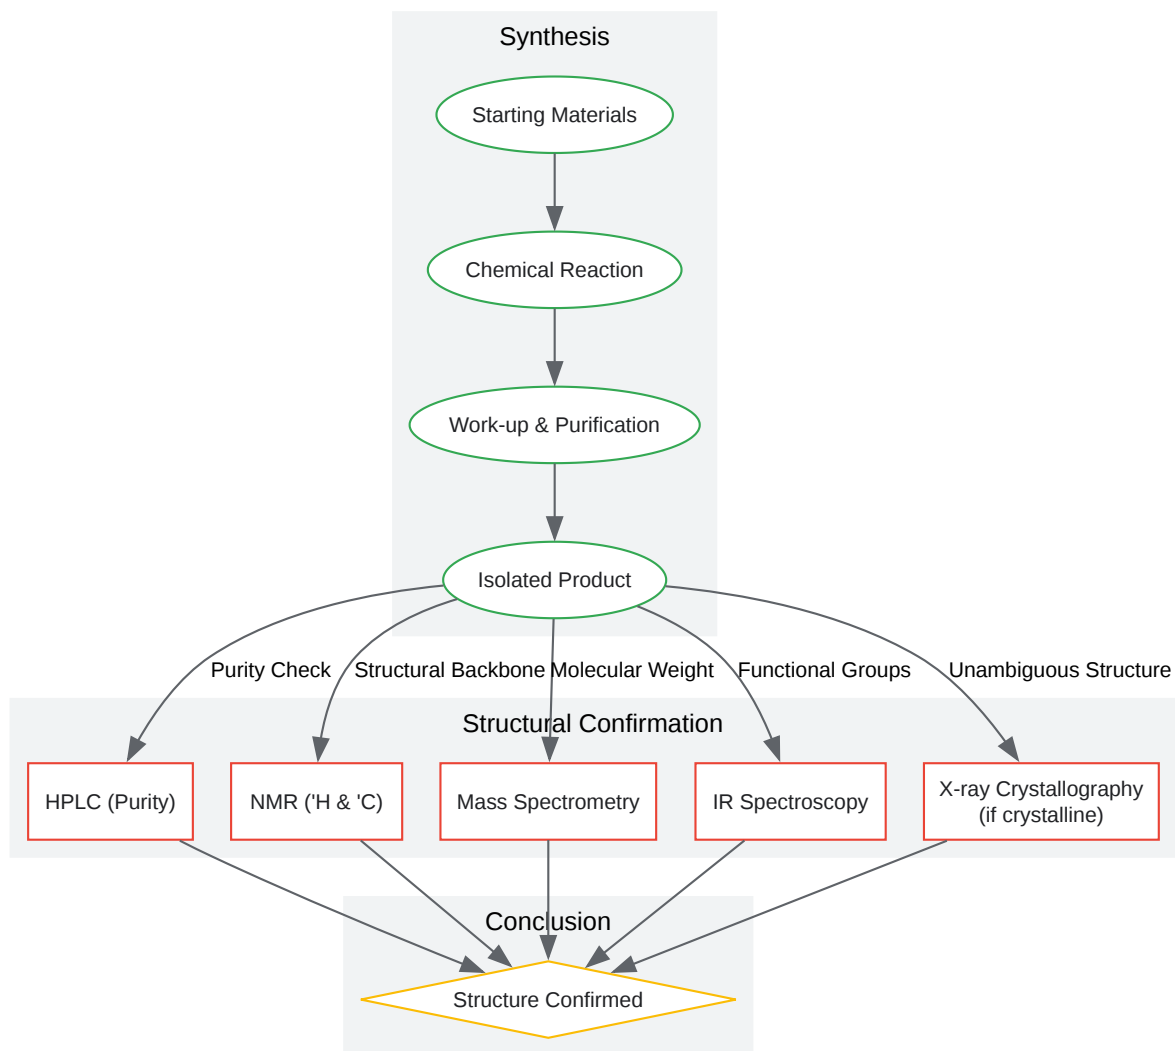 Synthesis
Starting Materials
Chemical Reaction
Work-up & Purification
Isolated Product
Purity Check
Structural Backbone
Molecular Weight
Functional Groups
Unambiguous Structure
Structural Confirmation
HPLC (Purity)
NMR ('H & 'C)
Mass Spectrometry
IR Spectroscopy
X-ray Crystallography
(if crystalline)
Conclusion
Structure Confirmed